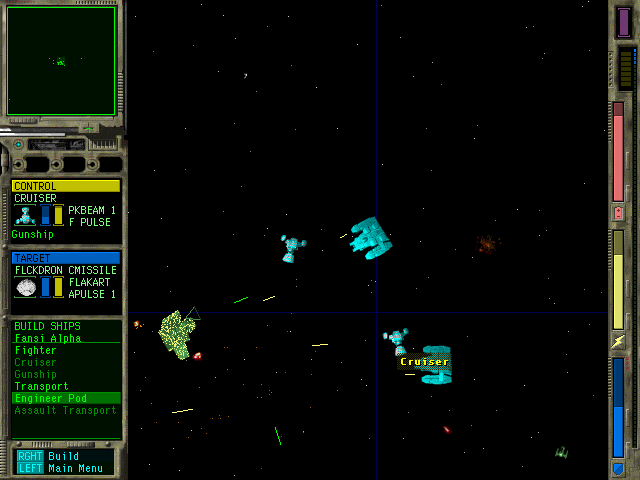 CONTROL
CRUISER
PKBEAM 1
F PULSE
Gunship
TARGET
FLCKDRON CMISSILE
FLAKART
APULSE 1
BUILD SHIPS
Fansi Alpha
Fighter
Cruiser
Gunship
Transport
Engineer Pod
Assault Transport
RGHT Build
LEFT Main Menu
Cruiser